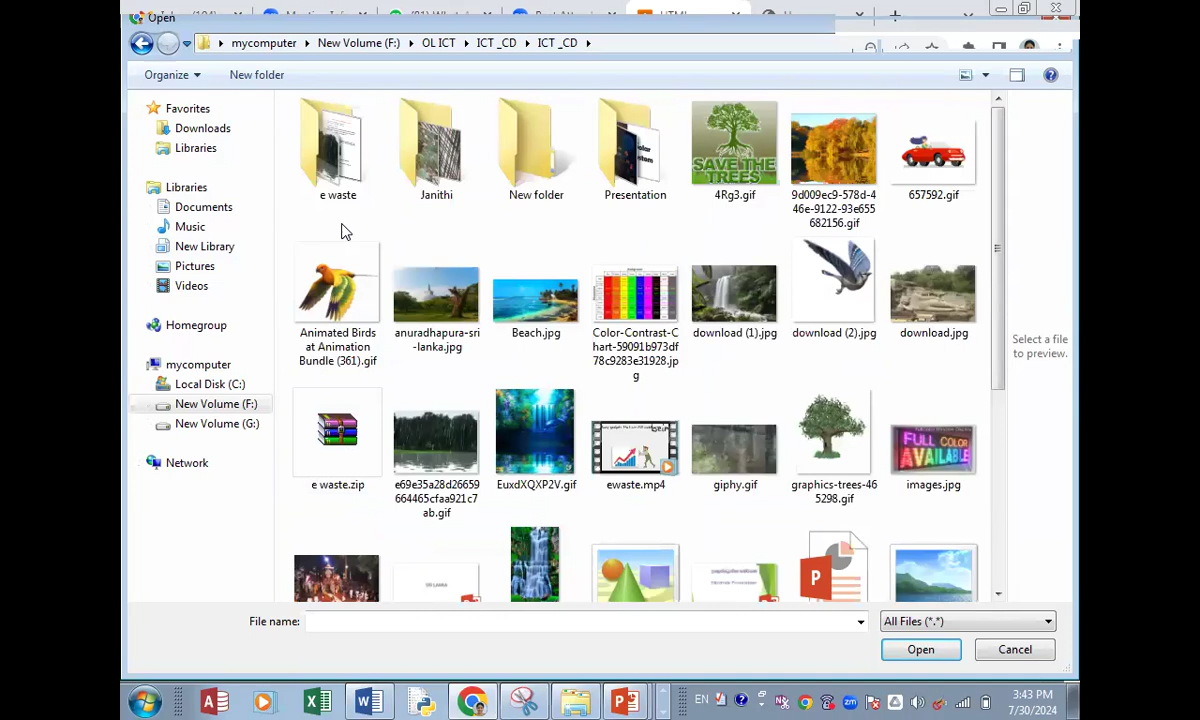 Open
mycomputer
New Volume (F:)
OL ICT
ICT _CD
ICT _CD
Organize
New folder
Favorites
Downloads
Libraries
Libraries
Documents
Music
New Library
Pictures
Videos
Homegroup
mycomputer
Local Disk (C:)
New Volume (F:)
New Volume (G:)
Network
SAVE THE
TREES
e waste
Janithi
New folder
Presentation
4Rg3.gif
9d009ec9-578d-4
46e-9122-93e655
682156.gif
657592.gif
Animated Birds
at Animation
Bundle (361).gif
anuradhapura-sri
-lanka.jpg
Beach.jpg
Color-Contrast-C
hart-59091b973df
78c9283e31928.jp
g
download (1).jpg
download (2).jpg
download.jpg
FULL COLOR
AVAILABLE
e waste.zip
e69e35a28d26659
664465cfaa921c7
ab.gif
EuxdXQXP2V.gif
ewaste.mp4
giphy.gif
graphics-trees-46
5298.gif
images.jpg
SRI LANKA
Select a file
to preview.
File name:
All Files (*.*)
Open
Cancel
EN
3:43 PM
7/30/2024